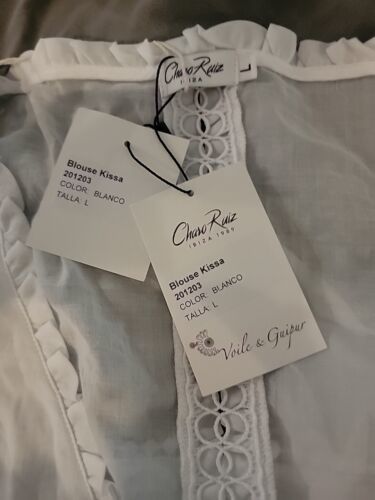 Charo Ruiz
IBIZA
L
Blouse Kissa
201203
COLOR: BLANCO
TALLA: L
Charo Ruiz
IBIZA 1989
Blouse Kissa
201203
COLOR: BLANCO
TALLA: L
Voile & Guipur